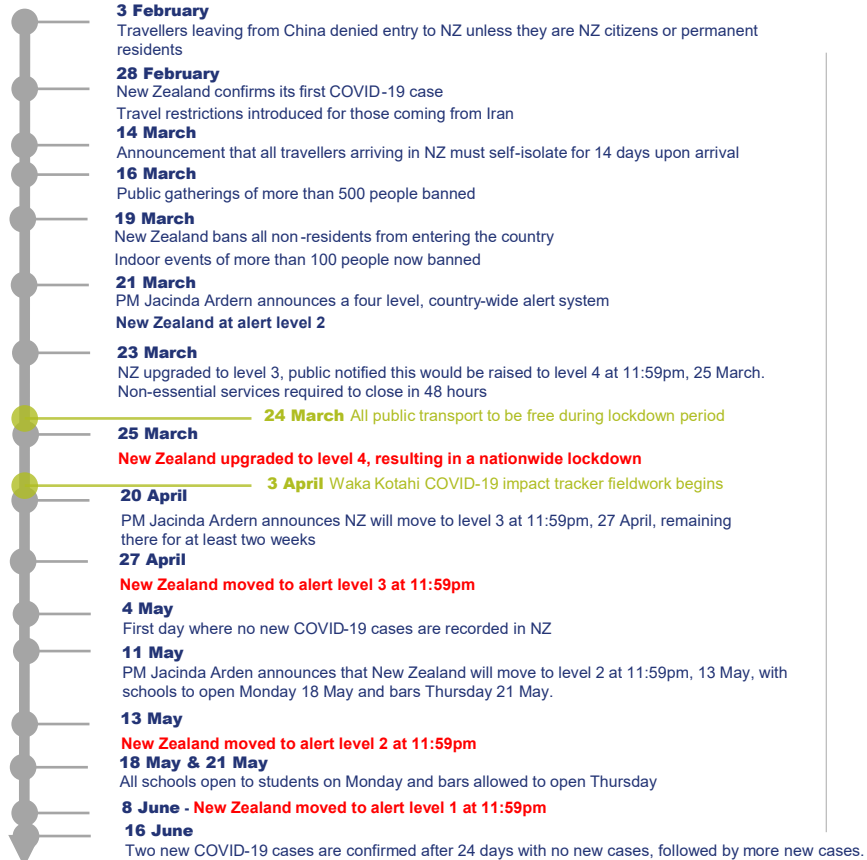 3 February
Travellers leaving from China denied entry to NZ unless they are NZ citizens or permanent
residents
28 February
New Zealand confirms its first COVID-19 case
Travel restrictions introduced for those coming from Iran
14 March
Announcement that all travellers arriving in NZ must self-isolate for 14 days upon arrival
16 March
Public gatherings of more than 500 people banned
19 March
New Zealand bans all non-residents from entering the country
Indoor events of more than 100 people now banned
21 March
PM Jacinda Ardern announces a four level, country-wide alert system
New Zealand at alert level 2
23 March
NZ upgraded to level 3, public notified this would be raised to level 4 at 11:59pm, 25 March.
Non-essential services required to close in 48 hours
24 March All public transport to be free during lockdown period
25 March
New Zealand upgraded to level 4, resulting in a nationwide lockdown
3 April Waka Kotahi COVID-19 impact tracker fieldwork begins
20 April
PM Jacinda Ardern announces NZ will move to level 3 at 11:59pm, 27 April, remaining
there for at least two weeks
27 April
New Zealand moved to alert level 3 at 11:59pm
4 May
First day where no new COVID-19 cases are recorded in NZ
11 May
PM Jacinda Arden announces that New Zealand will move to level 2 at 11:59pm, 13 May, with
schools to open Monday 18 May and bars Thursday 21 May.
13 May
New Zealand moved to alert level 2 at 11:59pm
18 May & 21 May
All schools open to students on Monday and bars allowed to open Thursday
8 June - New Zealand moved to alert level 1 at 11:59pm
16 June
Two new COVID-19 cases are confirmed after 24 days with no new cases, followed by more new cases.